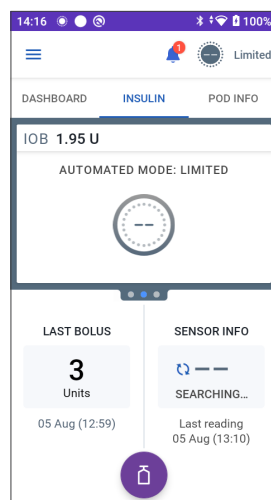 14:16 100%
1 Limited
DASHBOARD INSULIN POD INFO
IOB 1.95 U
AUTOMATED MODE: LIMITED
--
LAST BOLUS SENSOR INFO
3 --
Units SEARCHING...
05 Aug (12:59) Last reading
05 Aug (13:10)